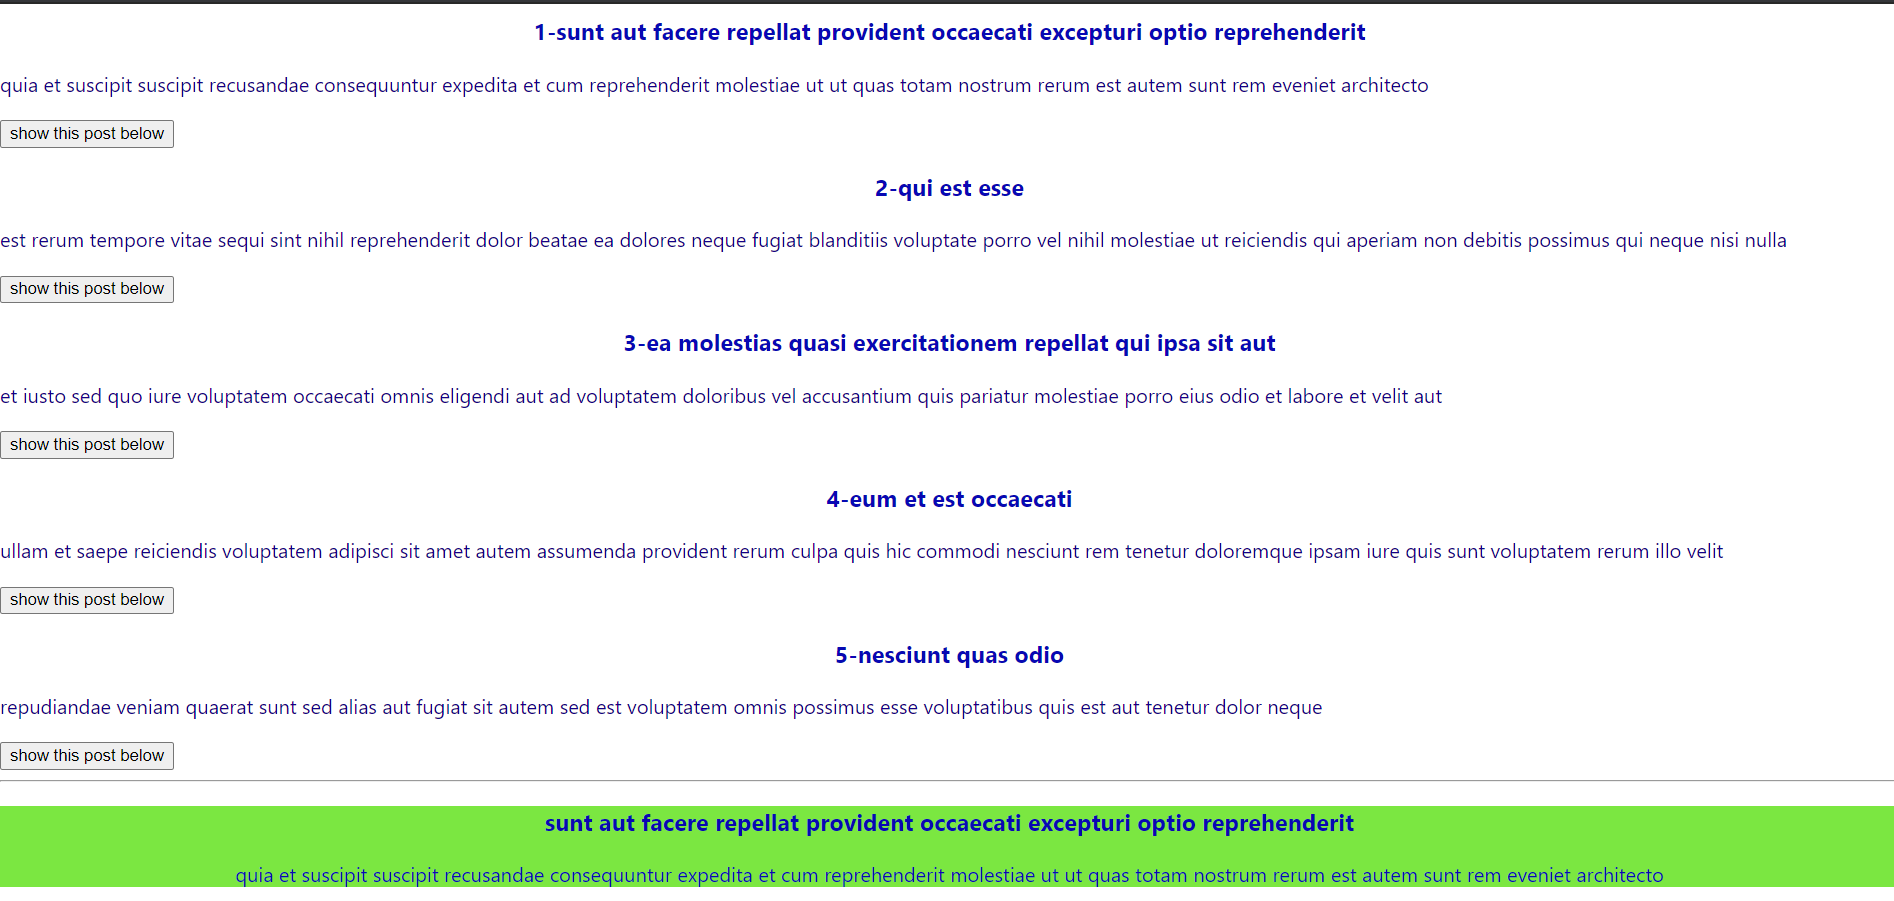 1-sunt aut facere repellat provident occaecati excepturi optio reprehenderit
quia et suscipit suscipit recusandae consequuntur expedita et cum reprehenderit molestiae ut ut quas totam nostrum rerum est autem sunt rem eveniet architecto
show this post below
2-qui est esse
est rerum tempore vitae sequi sint nihil reprehenderit dolor beatae ea dolores neque fugiat blanditiis voluptate porro vel nihil molestiae ut reiciendis qui aperiam non debitis possimus qui neque nisi nulla
show this post below
3-ea molestias quasi exercitationem repellat qui ipsa sit aut
et iusto sed quo iure voluptatem occaecati omnis eligendi aut ad voluptatem doloribus vel accusantium quis pariatur molestiae porro eius odio et labore et velit aut
show this post below
4-eum et est occaecati
ullam et saepe reiciendis voluptatem adipisci sit amet autem assumenda provident rerum culpa quis hic commodi nesciunt rem tenetur doloremque ipsam iure quis sunt voluptatem rerum illo velit
show this post below
5-nesciunt quas odio
repudiandae veniam quaerat sunt sed alias aut fugiat sit autem sed est voluptatem omnis possimus esse voluptatibus quis est aut tenetur dolor neque
show this post below
sunt aut facere repellat provident occaecati excepturi optio reprehenderit
quia et suscipit suscipit recusandae consequuntur expedita et cum reprehenderit molestiae ut ut quas totam nostrum rerum est autem sunt rem eveniet architecto